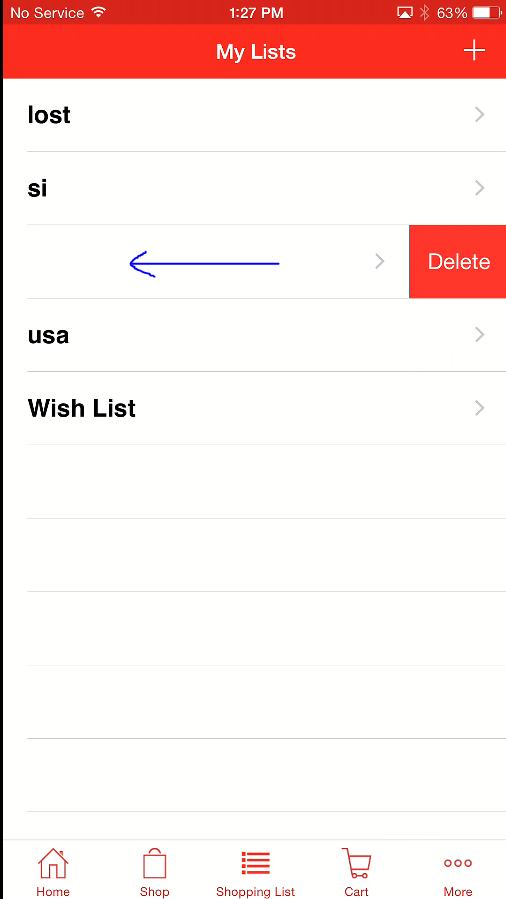 No Service 1:27 PM 63%
My Lists +
lost
si
Delete
usa
Wish List
Home Shop Shopping List Cart More